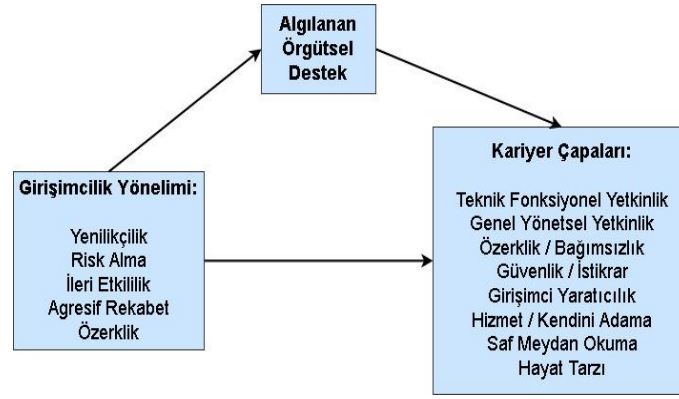 Algılanan
Örgütsel
Destek
Girişimcilik Yönelimi:
Yenilikçilik
Risk Alma
İleri Etkililik
Agresif Rekabet
Özerklik
Kariyer Çapaları:
Teknik Fonksiyonel Yetkinlik
Genel Yönetsel Yetkinlik
Özerklik / Bağımsızlık
Güvenlik / İstikrar
Girişimci Yaratıcılık
Hizmet / Kendini Adama
Saf Meydan Okuma
Hayat Tarzı